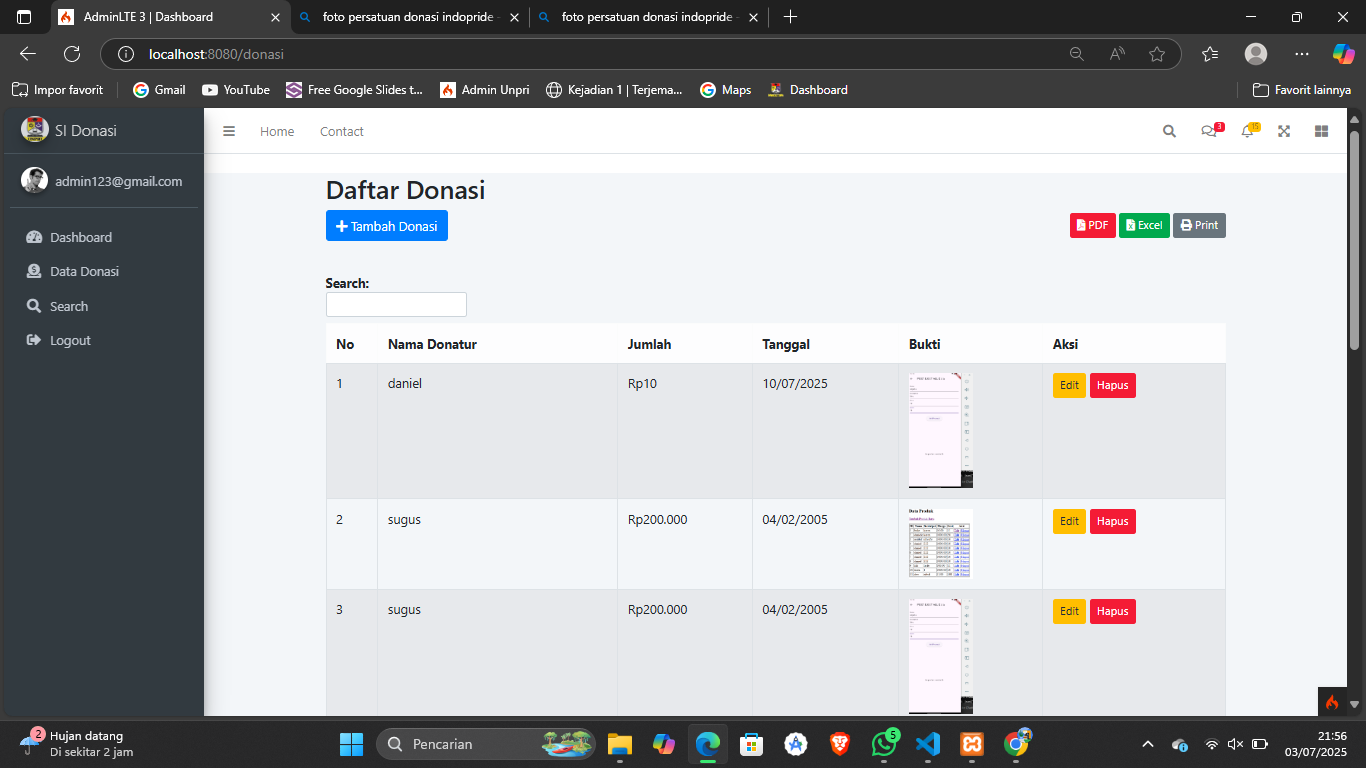 AdminLTE 3 | Dashboard
foto persatuan donasi indopride
foto persatuan donasi indopride
localhost:8080/donasi
Impor favorit
Gmail
YouTube
Free Google Slides t...
Admin Unpri
Kejadian 1 | Terjema...
Maps
Dashboard
Favorit lainnya
SI Donasi
Home
Contact
3
15
admin123@gmail.com
Dashboard
Data Donasi
Search
Logout
Daftar Donasi
Tambah Donasi
PDF
Excel
Print
Search:
No Nama Donatur Jumlah Tanggal Bukti Aksi
1 daniel Rp10 10/07/2025 Edit Hapus
2 sugus Rp200.000 04/02/2005 Data Produk Edit Hapus
3 sugus Rp200.000 04/02/2005 Edit Hapus
2
Hujan datang
Di sekitar 2 jam
Pencarian
5
21:56
03/07/2025